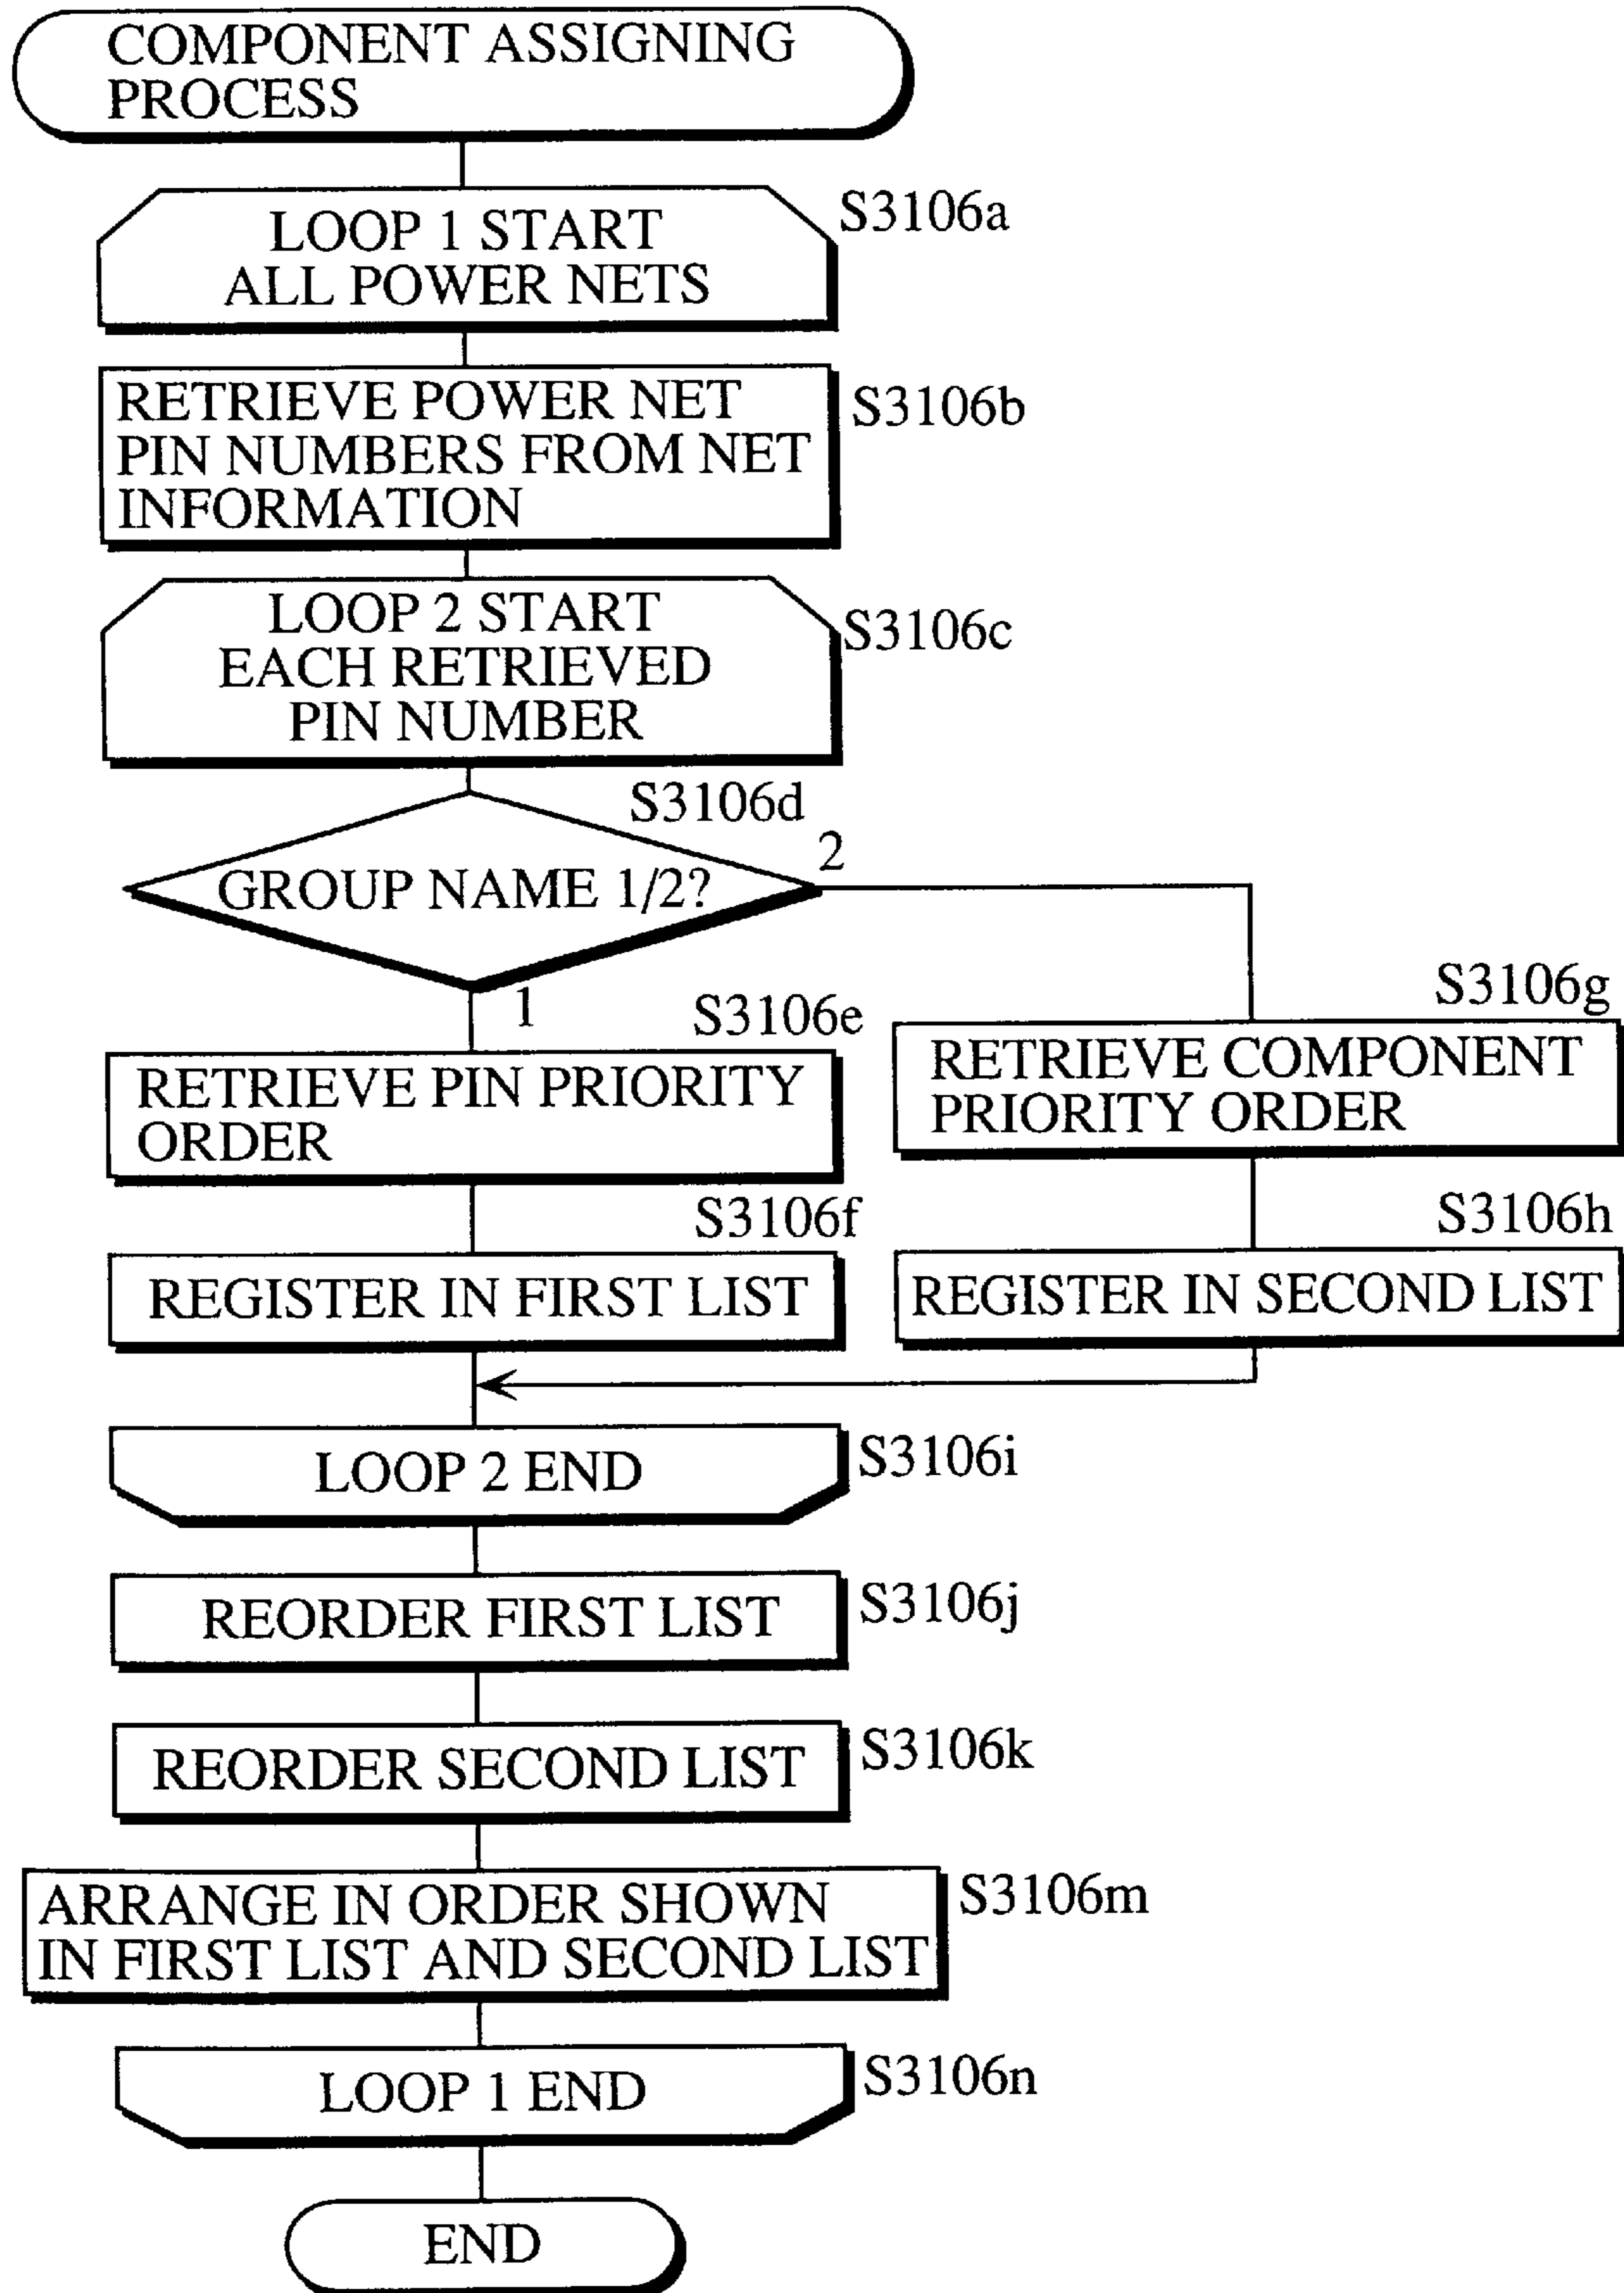 COMPONENT ASSIGNING
PROCESS
LOOP 1 START
ALL POWER NETS
S3106a
RETRIEVE POWER NET
PIN NUMBERS FROM NET
INFORMATION
S3106b
LOOP 2 START
EACH RETRIEVED
PIN NUMBER
S3106c
S3106d
GROUP NAME 1/2?
2
1
S3106e
RETRIEVE PIN PRIORITY
ORDER
S3106g
RETRIEVE COMPONENT
PRIORITY ORDER
S3106f
REGISTER IN FIRST LIST
S3106h
REGISTER IN SECOND LIST
LOOP 2 END
S3106i
REORDER FIRST LIST
S3106j
REORDER SECOND LIST
S3106k
ARRANGE IN ORDER SHOWN
IN FIRST LIST AND SECOND LIST
S3106m
LOOP 1 END
S3106n
END